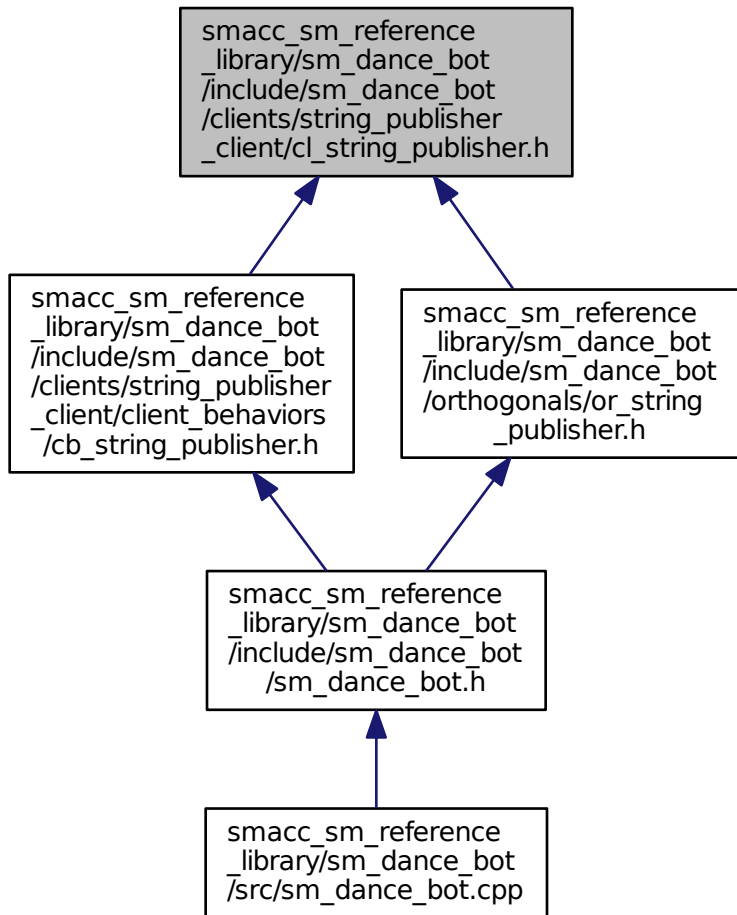 smacc_sm_reference
_library/sm_dance_bot
/include/sm_dance_bot
/clients/string_publisher
_client/cl_string_publisher.h
smacc_sm_reference
_library/sm_dance_bot
/include/sm_dance_bot
/clients/string_publisher
_client/client_behaviors
/cb_string_publisher.h
smacc_sm_reference
_library/sm_dance_bot
/include/sm_dance_bot
/orthogonals/or_string
_publisher.h
smacc_sm_reference
_library/sm_dance_bot
/include/sm_dance_bot
/sm_dance_bot.h
smacc_sm_reference
_library/sm_dance_bot
/src/sm_dance_bot.cpp